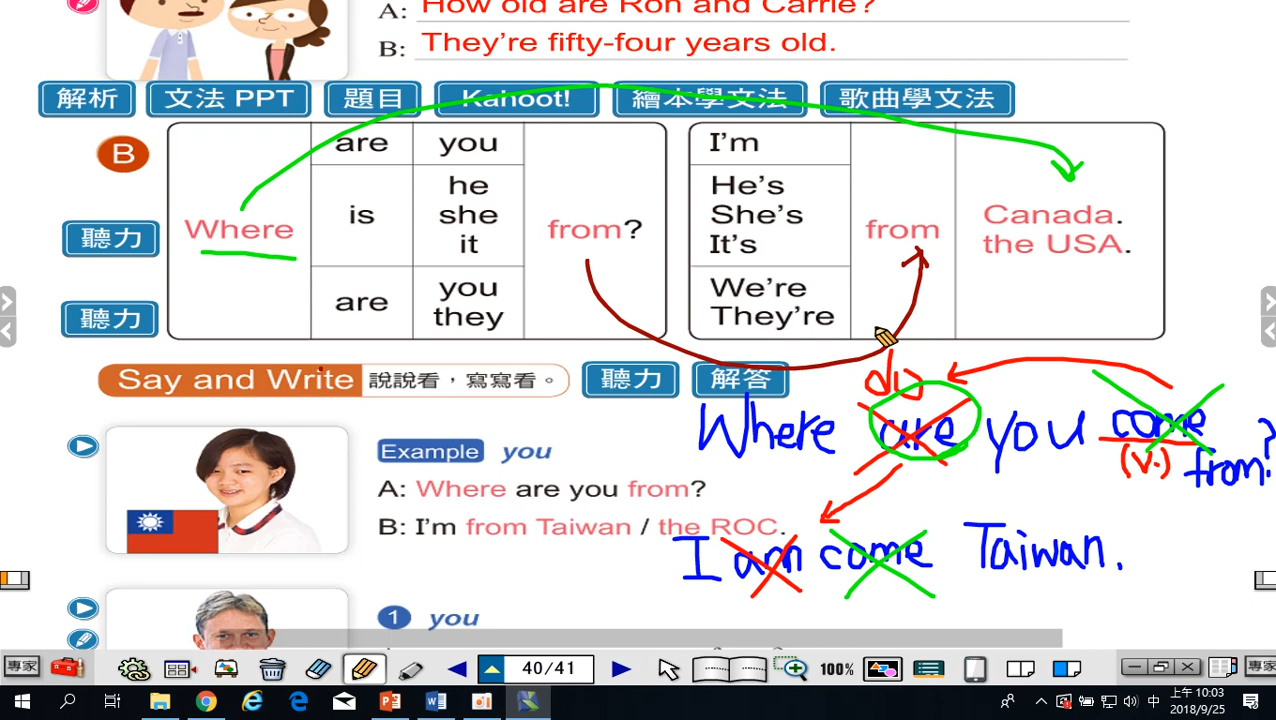 A: How old are Ron and Carrie?
B: They're fifty-four years old.
解析 文法 PPT 題目 Kahoot! 繪本學文法 歌曲學文法
B
聽力
聽力
Where
are you
is he
she
it
are you
they
from?
I'm
He's
She's
It's
We're
They're
from
Canada.
the USA.
Say and Write 說說看，寫寫看。 聽力 解答
do
Where are you come from?
(v.)
I am come Taiwan.
Example you
A: Where are you from?
B: I'm from Taiwan / the ROC.
1 you
專家 40/41 100% 專家
中 上午 10:03
2018/9/25